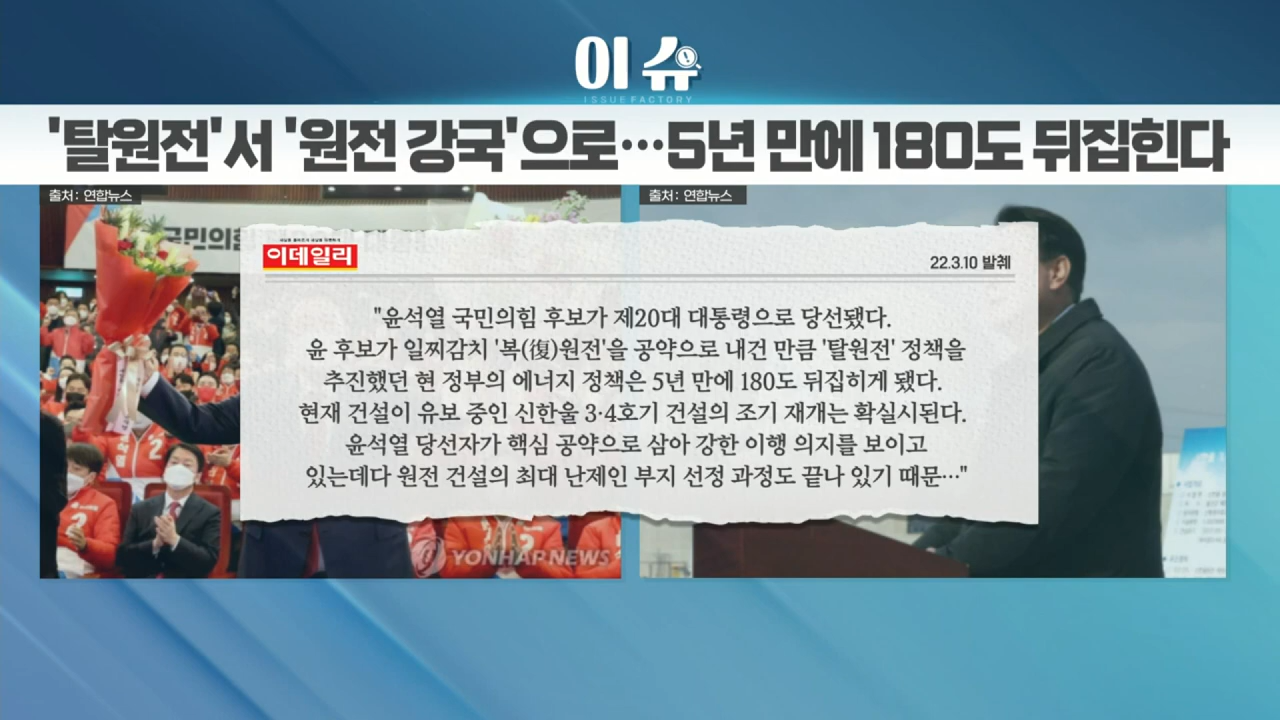 이슈
ISSUE FACTORY
'탈원전'서 '원전 강국'으로…5년 만에 180도 뒤집힌다
출처: 연합뉴스
출처: 연합뉴스
국민의힘
이데일리
22.3.10 발췌
"윤석열 국민의힘 후보가 제20대 대통령으로 당선됐다.
윤 후보가 일찌감치 '복(復)원전'을 공약으로 내건 만큼 '탈원전' 정책을
추진했던 현 정부의 에너지 정책은 5년 만에 180도 뒤집히게 됐다.
현재 건설이 유보 중인 신한울 3·4호기 건설의 조기 재개는 확실시된다.
윤석열 당선자가 핵심 공약으로 삼아 강한 이행 의지를 보이고
있는데다 원전 건설의 최대 난제인 부지 선정 과정도 끝나 있기 때문…"
YONHAP NEWS